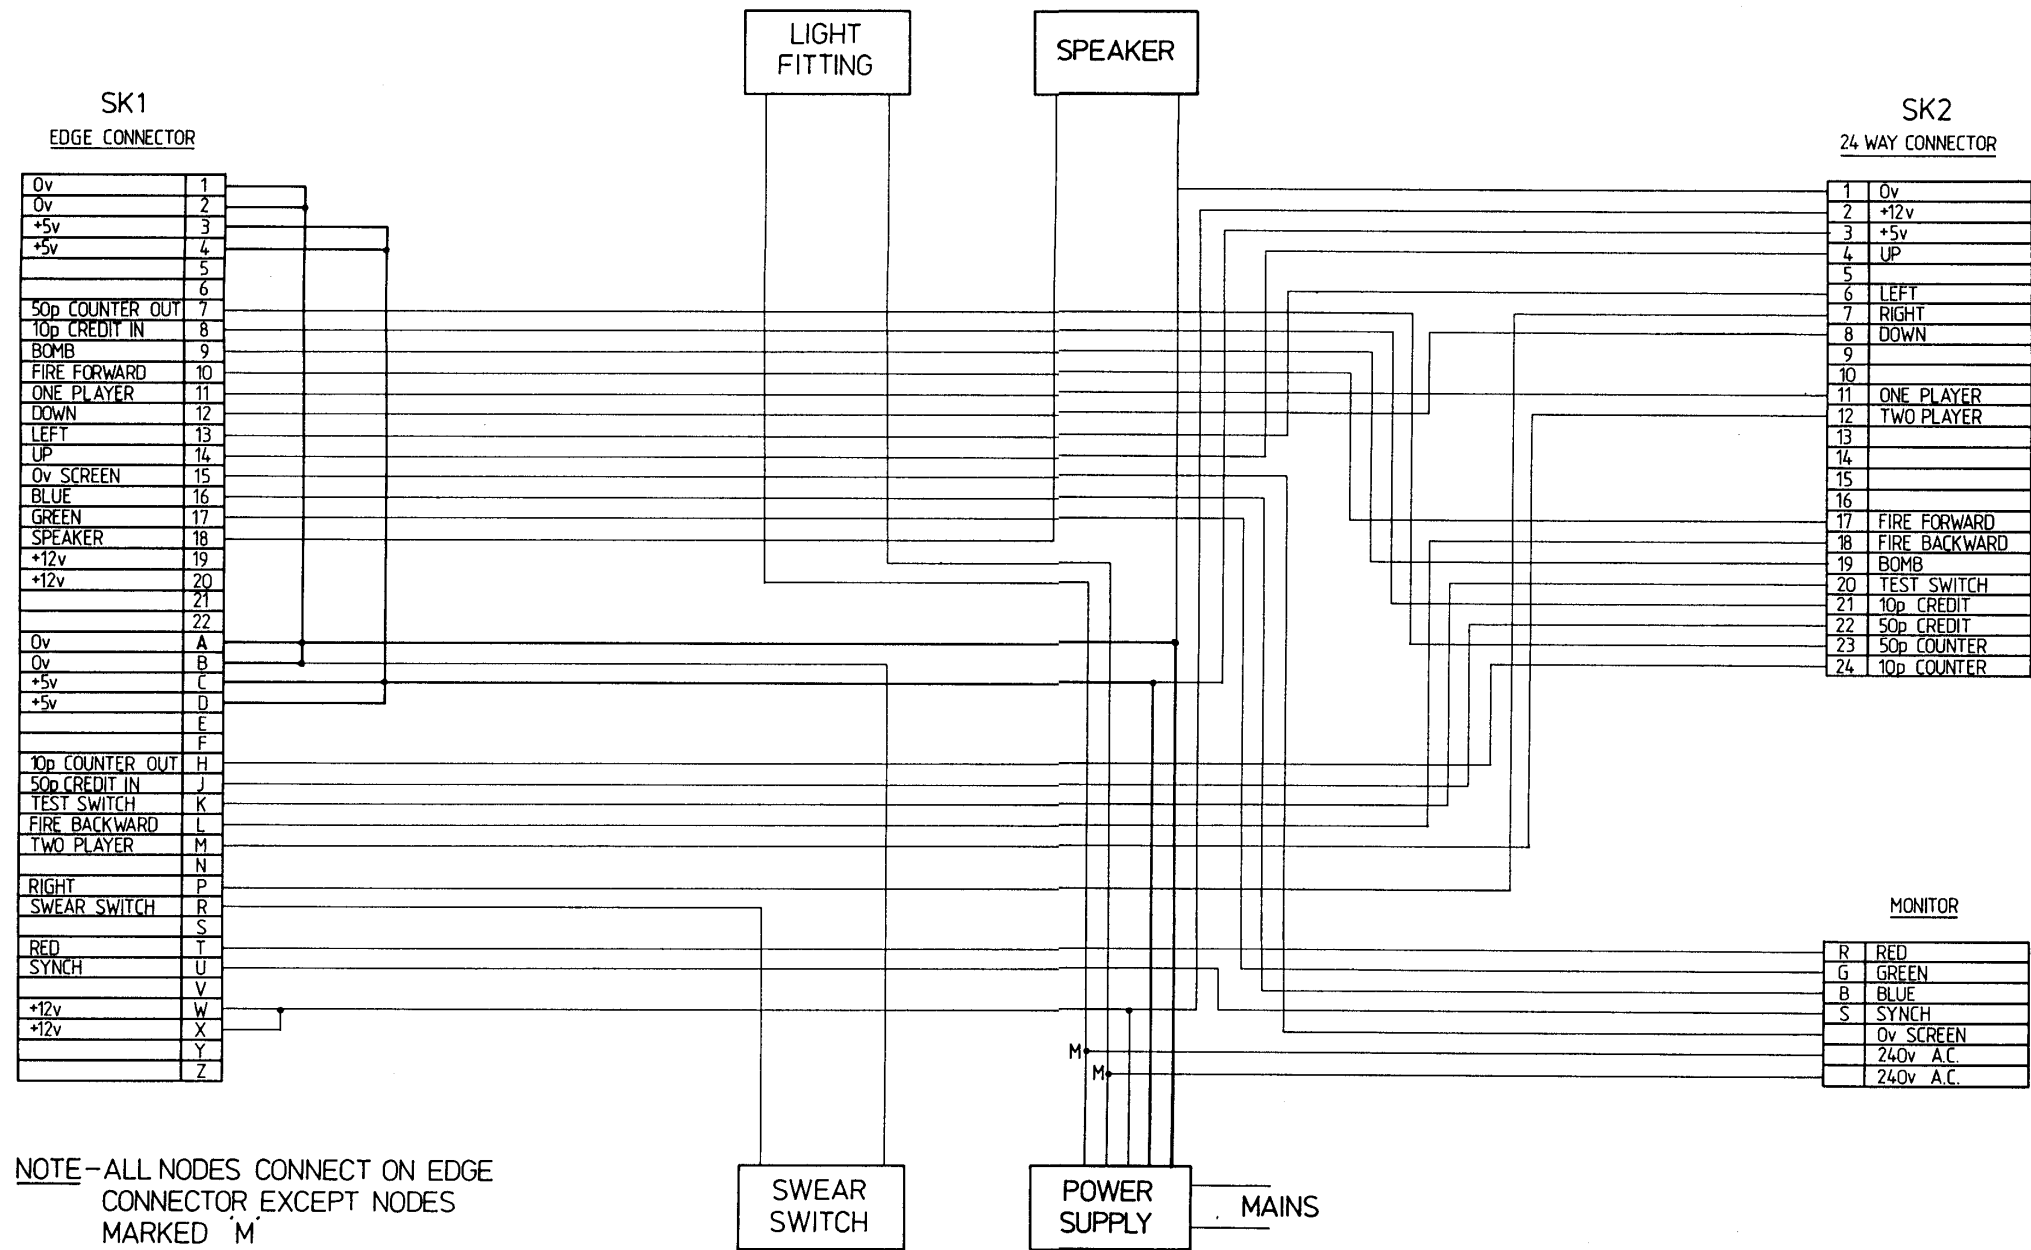 LIGHT
FITTING
SPEAKER
SK1
EDGE CONNECTOR
0v 1
0v 2
+5v 3
+5v 4
5
6
50p COUNTER OUT 7
10p CREDIT IN 8
BOMB 9
FIRE FORWARD 10
ONE PLAYER 11
DOWN 12
LEFT 13
UP 14
0v SCREEN 15
BLUE 16
GREEN 17
SPEAKER 18
+12v 19
+12v 20
21
22
0v A
0v B
+5v C
+5v D
E
F
10p COUNTER OUT H
50p CREDIT IN J
TEST SWITCH K
FIRE BACKWARD L
TWO PLAYER M
N
RIGHT P
SWEAR SWITCH R
S
RED T
SYNCH U
V
+12v W
+12v X
Y
Z
SK2
24 WAY CONNECTOR
1 0v
2 +12v
3 +5v
4 UP
5
6 LEFT
7 RIGHT
8 DOWN
9
10
11 ONE PLAYER
12 TWO PLAYER
13
14
15
16
17 FIRE FORWARD
18 FIRE BACKWARD
19 BOMB
20 TEST SWITCH
21 10p CREDIT
22 50p CREDIT
23 50p COUNTER
24 10p COUNTER
MONITOR
R RED
G GREEN
B BLUE
S SYNCH
0v SCREEN
240v A.C.
240v A.C.
M
M
NOTE-ALL NODES CONNECT ON EDGE
CONNECTOR EXCEPT NODES
MARKED 'M'
SWEAR
SWITCH
POWER
SUPPLY
MAINS